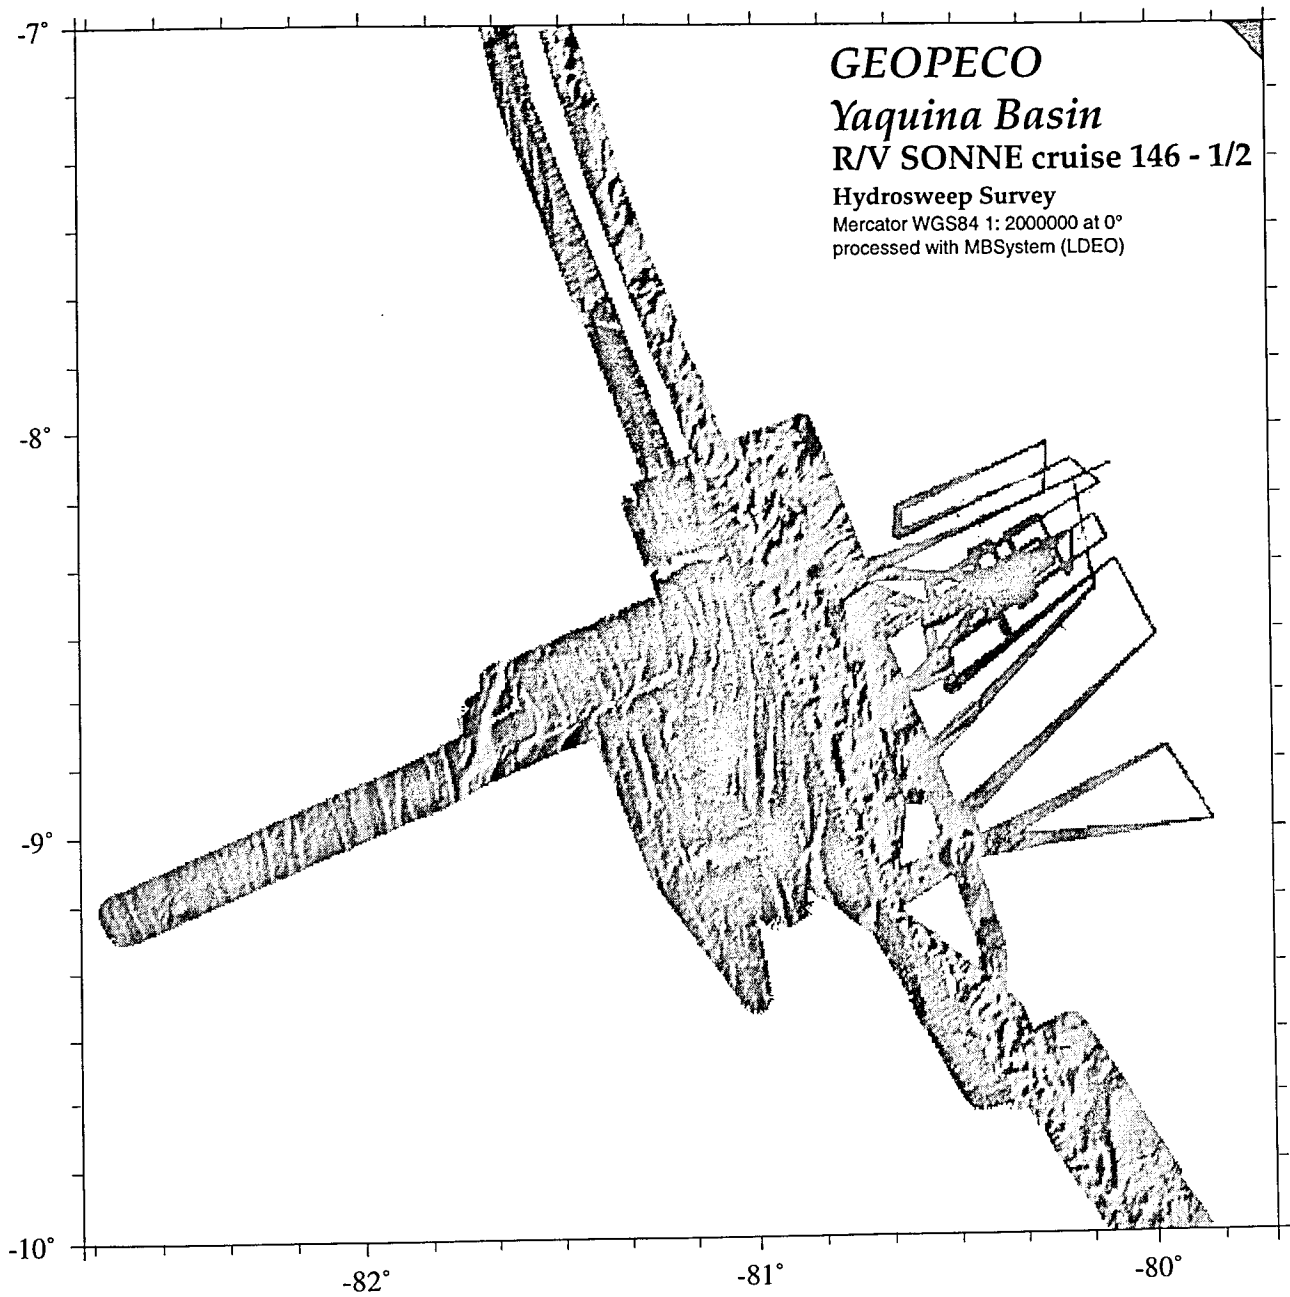 -7°
GEOPECO
Yaquina Basin
R/V SONNE cruise 146 - 1/2
Hydrosweep Survey
Mercator WGS84 1: 2000000 at 0°
processed with MBSystem (LDEO)
-8°
-9°
-10°
-82°
-81°
-80°